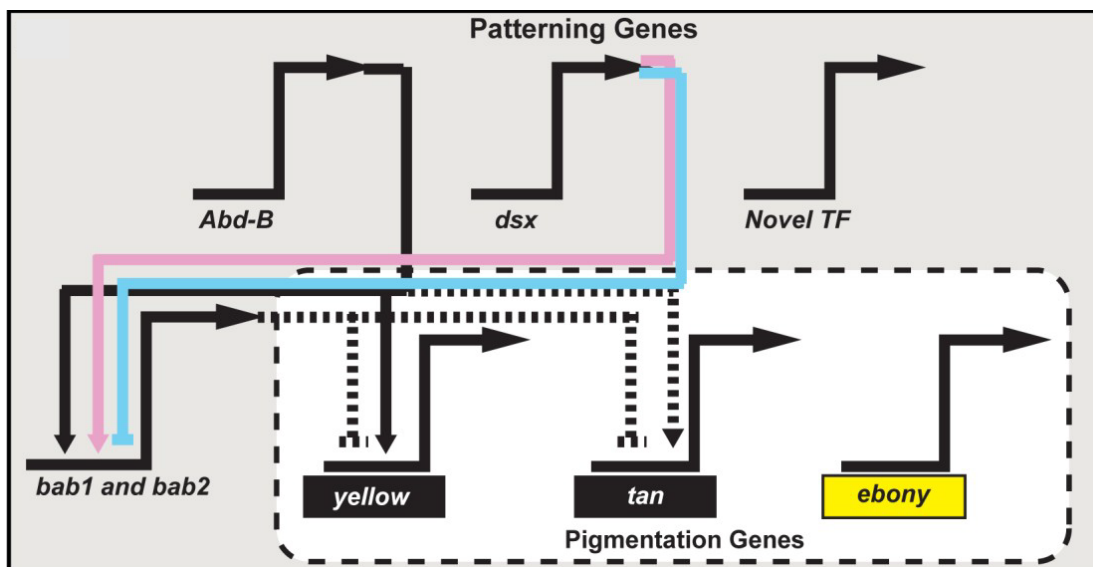 Patterning Genes
Abd-B
dsx
Novel TF
bab1 and bab2
yellow
tan
ebony
Pigmentation Genes